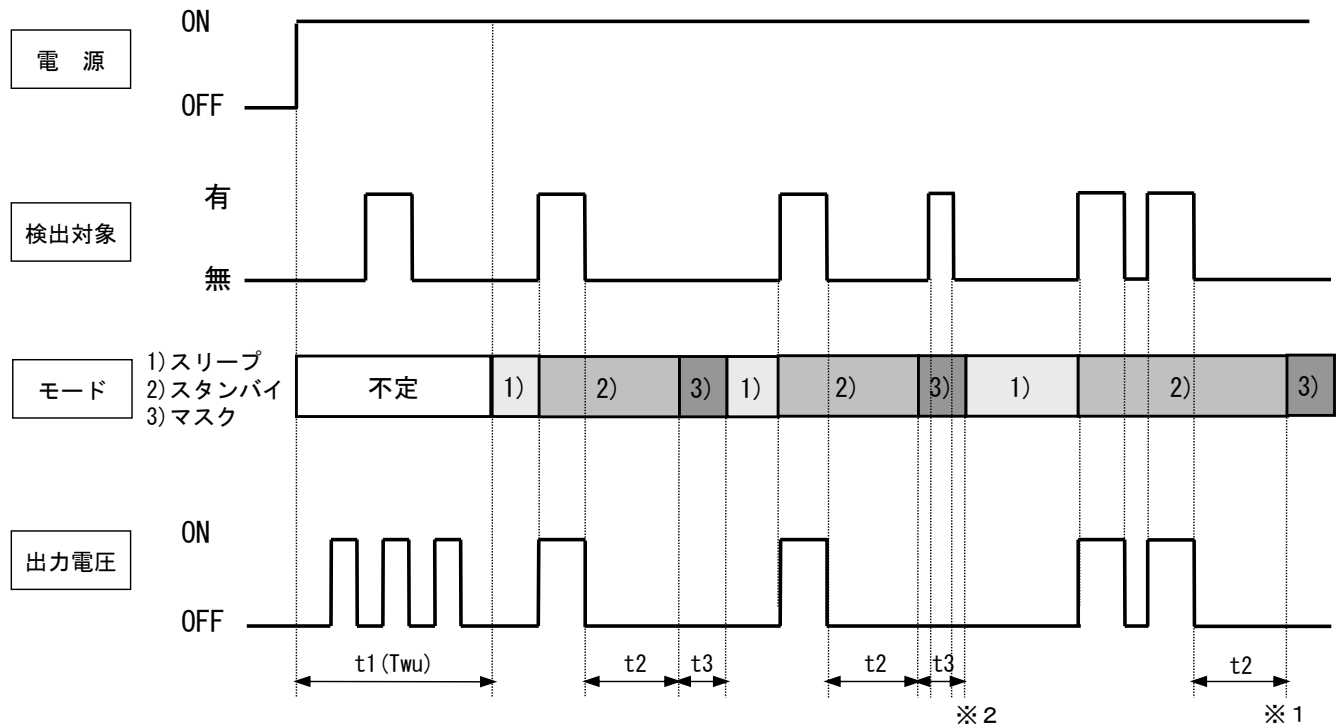 ON
電 源
OFF
有
検出対象
無
モード
1)スリープ
2)スタンバイ
3)マスク
不定 1) 2) 3) 1) 2) 3) 1) 2) 3)
ON
出力電圧
OFF
t1(Twu) t2 t3 t2 t3 t2
※2 ※1